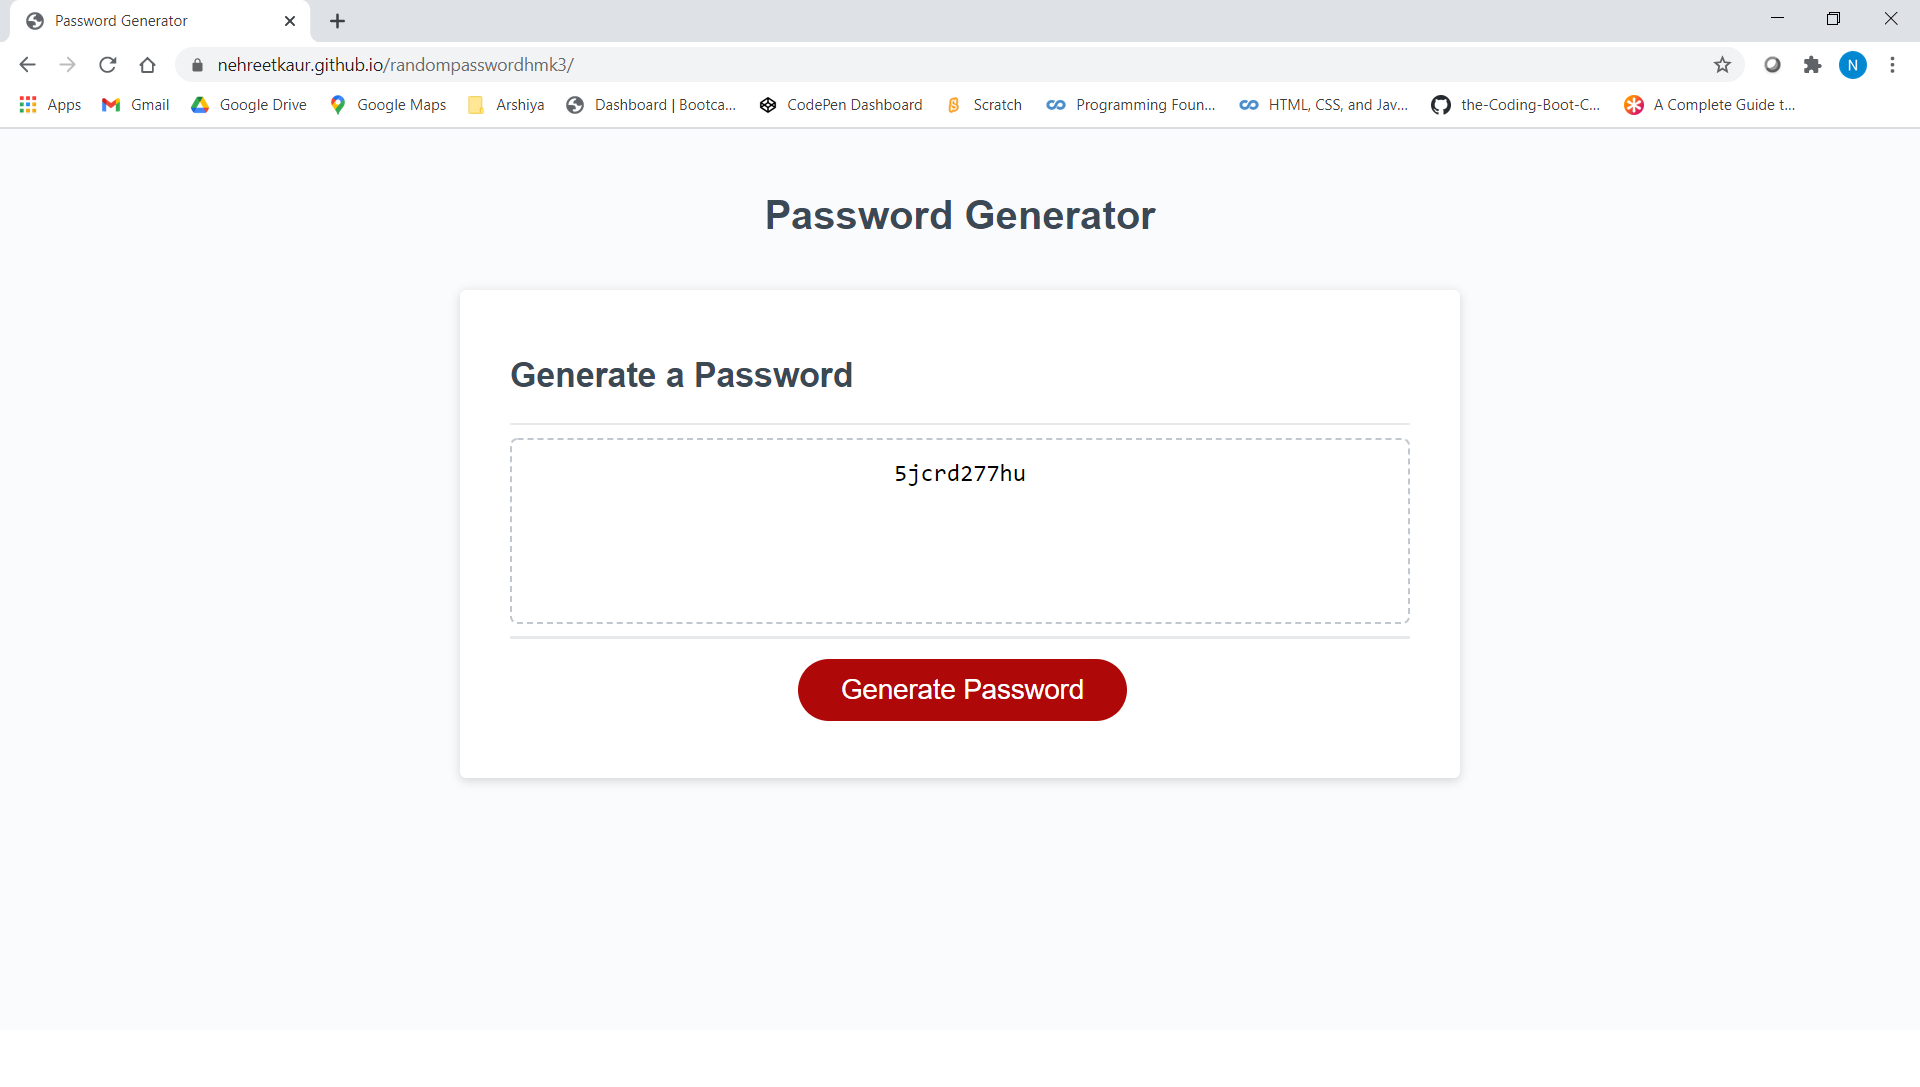 Password Generator
nehreetkaur.github.io/randompasswordhmk3/
N
Apps Gmail Google Drive Google Maps Arshiya Dashboard | Bootca... CodePen Dashboard Scratch Programming Foun... HTML, CSS, and Jav... the-Coding-Boot-C... A Complete Guide t...
Password Generator
Generate a Password
5jcrd277hu
Generate Password